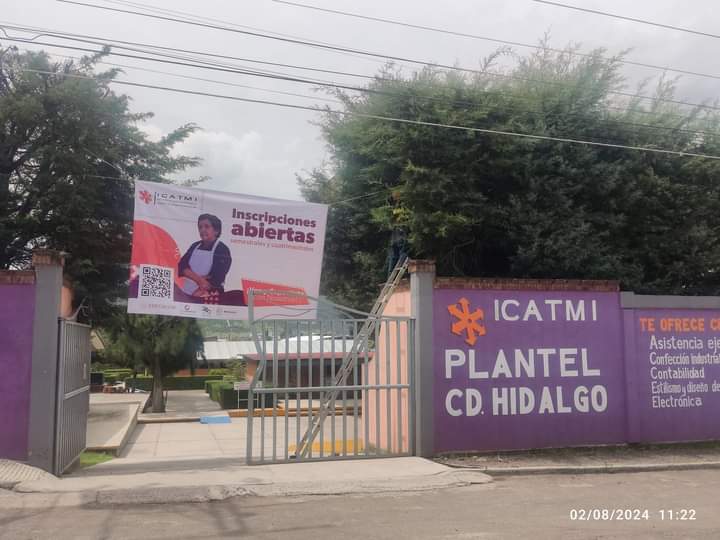 ICATMI
Inscripciones
abiertas
semestrales y cuatrimestrales
ICATMI
PLANTEL
CD. HIDALGO
TE OFRECE
Asistencia eje
Confección Industrial
Contabilidad
Estilismo y diseño de
Electrónica
02/08/2024 11:22